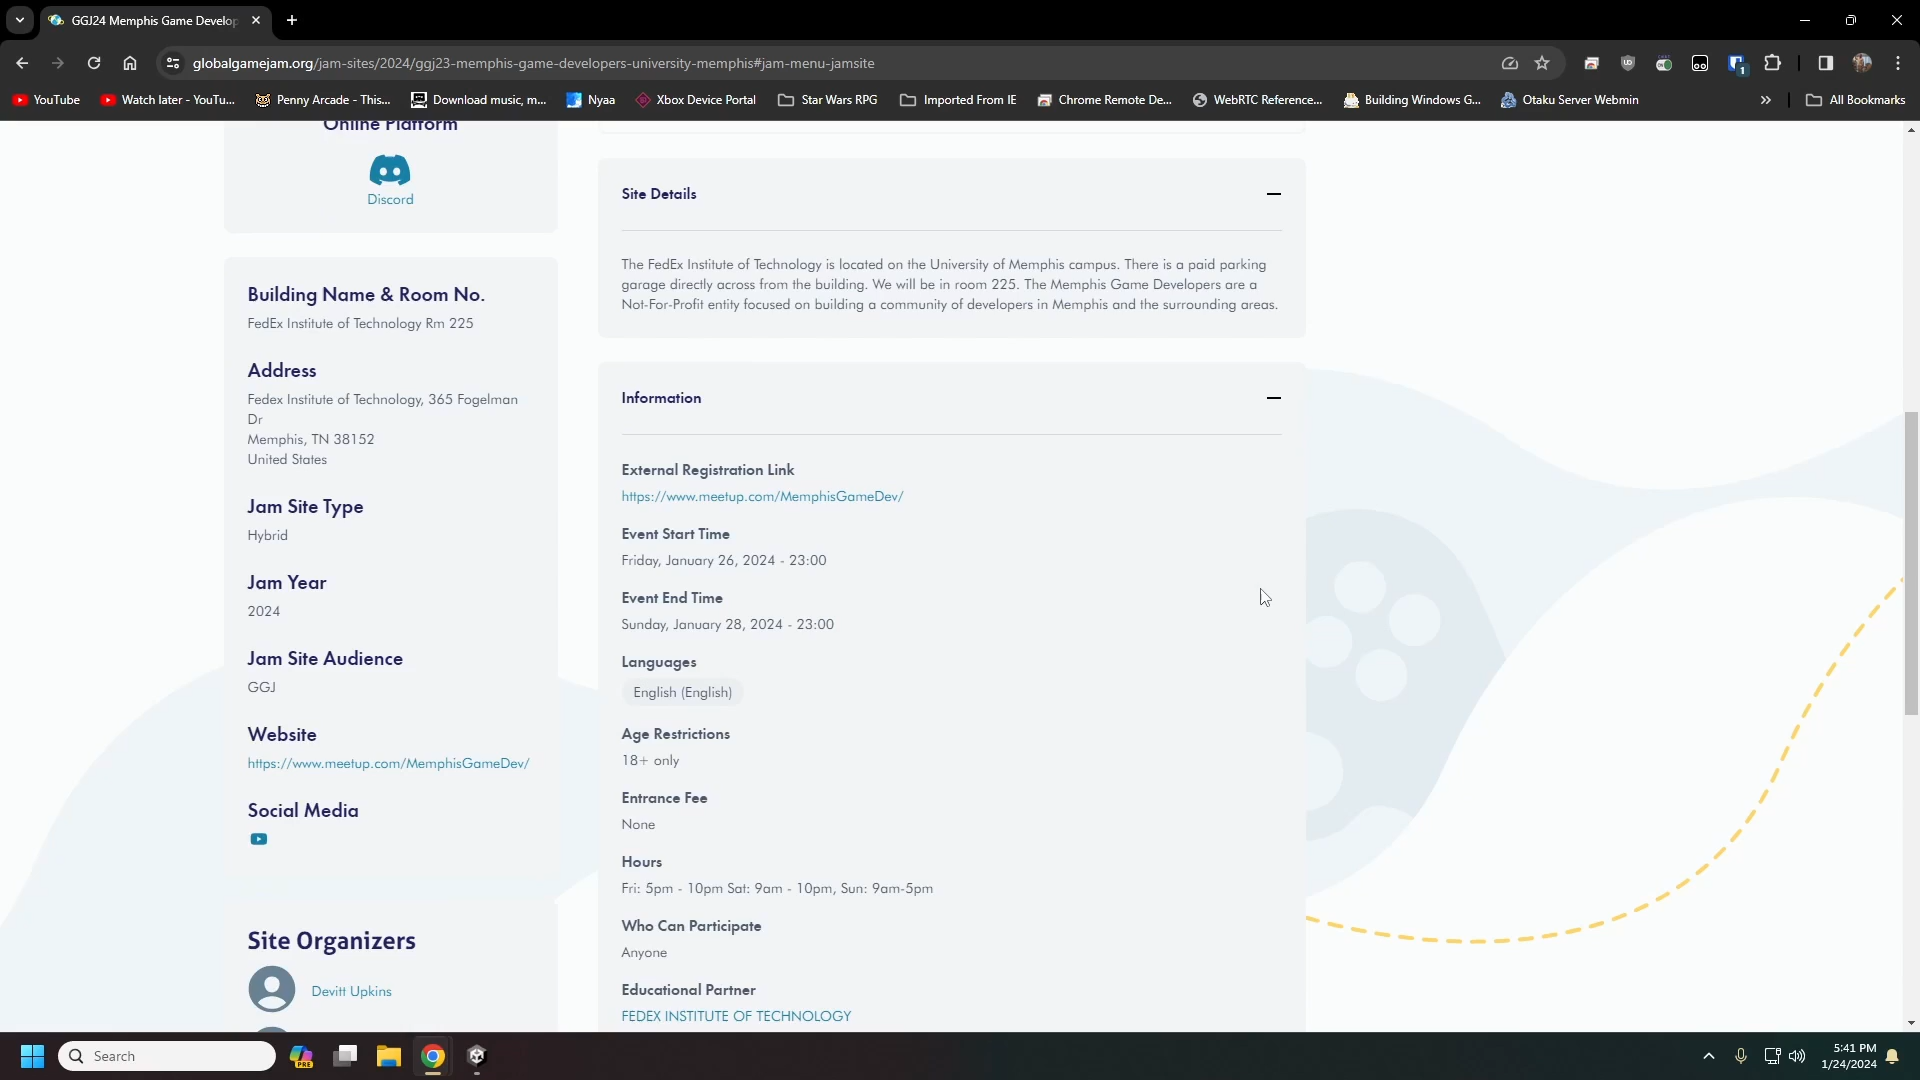 GGJ24 Memphis Game Develop
globalgamejam.org/jam-sites/2024/ggj23-memphis-game-developers-university-memphis#jam-menu-jamsite
YouTube
Watch later - YouTu...
Penny Arcade - This...
Download music, m...
Nyaa
Xbox Device Portal
Star Wars RPG
Imported From IE
Chrome Remote De...
WebRTC Reference...
Building Windows G...
Otaku Server Webmin
All Bookmarks
Online Platform
Discord
Building Name & Room No.
FedEx Institute of Technology Rm 225
Address
Fedex Institute of Technology, 365 Fogelman
Dr
Memphis, TN 38152
United States
Jam Site Type
Hybrid
Jam Year
2024
Jam Site Audience
GGJ
Website
https://www.meetup.com/MemphisGameDev/
Social Media
Site Organizers
Devitt Upkins
Site Details
The FedEx Institute of Technology is located on the University of Memphis campus. There is a paid parking
garage directly across from the building. We will be in room 225. The Memphis Game Developers are a
Not-For-Profit entity focused on building a community of developers in Memphis and the surrounding areas.
Information
External Registration Link
https://www.meetup.com/MemphisGameDev/
Event Start Time
Friday, January 26, 2024 - 23:00
Event End Time
Sunday, January 28, 2024 - 23:00
Languages
English (English)
Age Restrictions
18+ only
Entrance Fee
None
Hours
Fri: 5pm - 10pm Sat: 9am - 10pm, Sun: 9am-5pm
Who Can Participate
Anyone
Educational Partner
FEDEX INSTITUTE OF TECHNOLOGY
Search
PRE
5:41 PM
1/24/2024